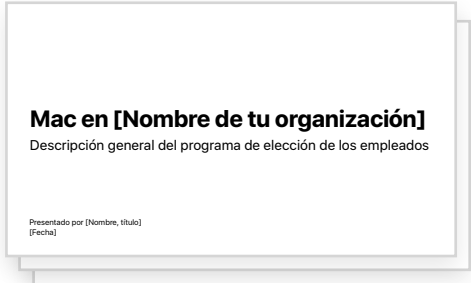 Mac en [Nombre de tu organización]
Descripción general del programa de elección de los empleados
Presentado por [Nombre, título]
[Fecha]